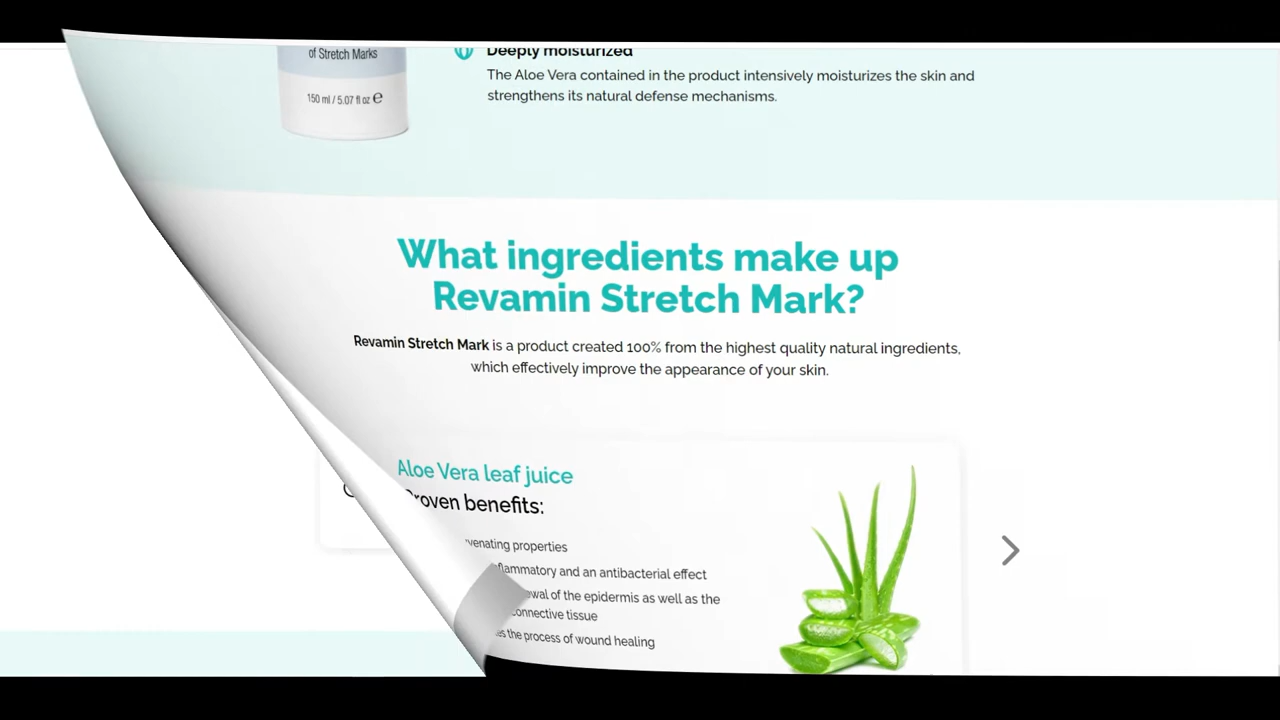 of Stretch Marks
150 ml / 5.07 fl oz ℮
Deeply moisturized
The Aloe Vera contained in the product intensively moisturizes the skin and
strengthens its natural defense mechanisms.
What ingredients make up
Revamin Stretch Mark?
Revamin Stretch Mark is a product created 100% from the highest quality natural ingredients,
which effectively improve the appearance of your skin.
Aloe Vera leaf juice
benefits:
properties
and an antibacterial effect
of the epidermis as well as the
connective tissue
the process of wound healing